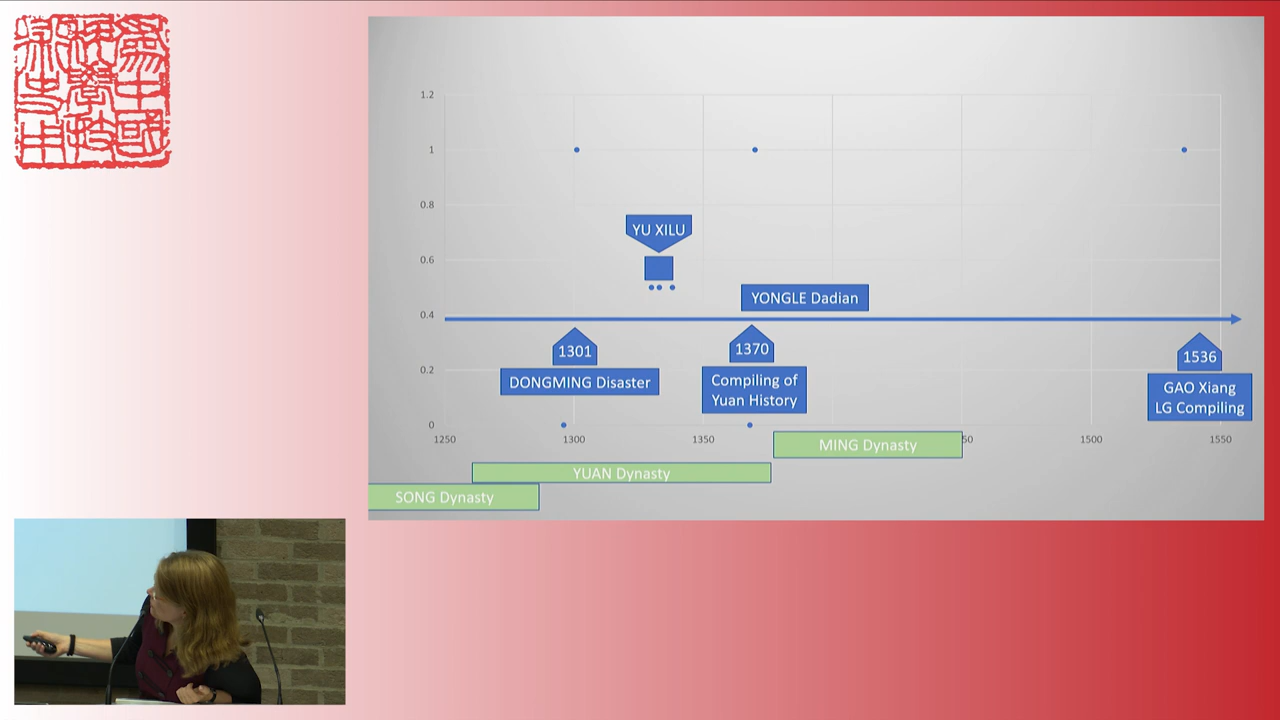 1.2
1
0.8
YU XILU
0.6
YONGLE Dadian
0.4
1301
1370
1536
0.2
DONGMING Disaster
Compiling of
Yuan History
GAO Xiang
LG Compiling
0
1250
1300
1350
50
1500
1550
MING Dynasty
YUAN Dynasty
SONG Dynasty